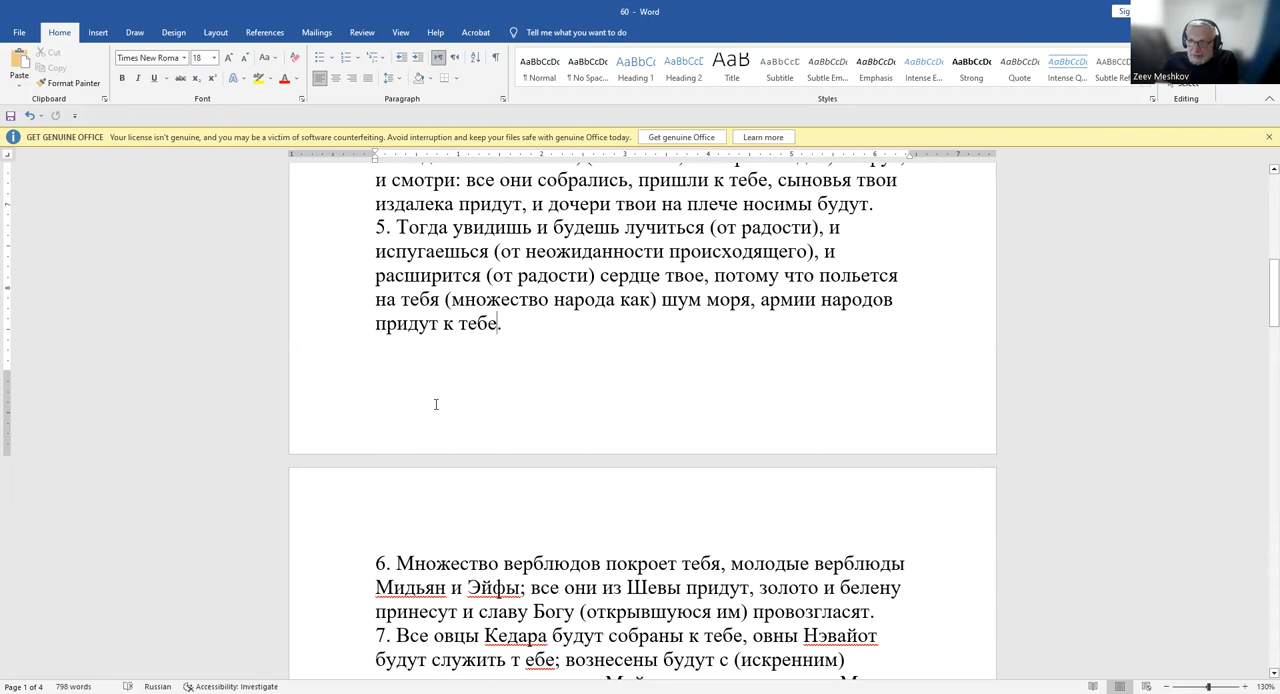 60 - Word
Sig
File Home Insert Draw Design Layout References Mailings Review View Help Acrobat Tell me what you want to do
Paste
Cut
Copy
Format Painter
Times New Roma 18
Clipboard Font Paragraph Styles Editing
AaBbCcDc AaBbCcDc AaBbCc AaBbCcD AaB AaBbCcD AaBbCcDc AaBbCcDc AaBbCcDc AaBbCcDc AaBbCcDc AaBbCcDc
¶ Normal ¶ No Spac... Heading 1 Heading 2 Title Subtitle Subtle Em... Emphasis Intense E... Strong Quote Intense Q... Subtle Ref
Zeev Meshkov
GET GENUINE OFFICE Your license isn't genuine, and you may be a victim of software counterfeiting. Avoid interruption and keep your files safe with genuine Office today. Get genuine Office Learn more
и смотри: все они собрались, пришли к тебе, сыновья твои
издалека придут, и дочери твои на плече носимы будут.
5. Тогда увидишь и будешь лучиться (от радости), и
испугаешься (от неожиданности происходящего), и
расширится (от радости) сердце твое, потому что польется
на тебя (множество народа как) шум моря, армии народов
придут к тебе.
6. Множество верблюдов покроет тебя, молодые верблюды
Мидьян и Эйфы; все они из Шевы придут, золото и белену
принесут и славу Богу (открывшуюся им) провозгласят.
7. Все овцы Кедара будут собраны к тебе, овны Нэвайот
будут служить т ебе; вознесены будут с (искренним)
Page 1 of 4 798 words Russian Accessibility: Investigate 130%